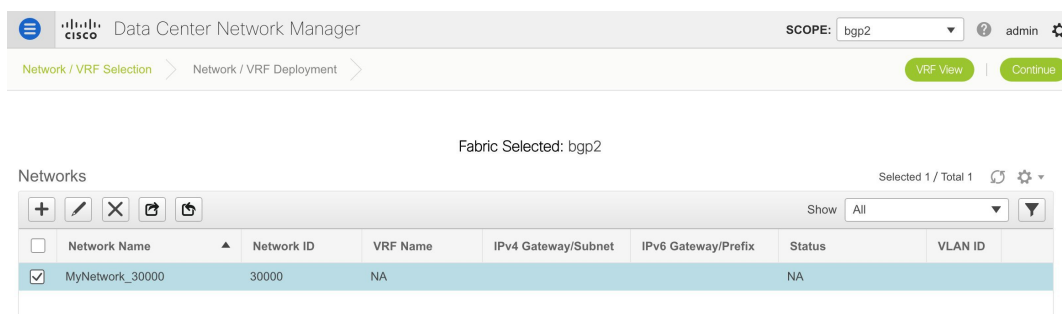 CISCO Data Center Network Manager SCOPE: bgp2 admin
Network / VRF Selection Network / VRF Deployment VRF View Continue
Fabric Selected: bgp2
Networks Selected 1 / Total 1
Show All
Network Name Network ID VRF Name IPv4 Gateway/Subnet IPv6 Gateway/Prefix Status VLAN ID
MyNetwork_30000 30000 NA NA